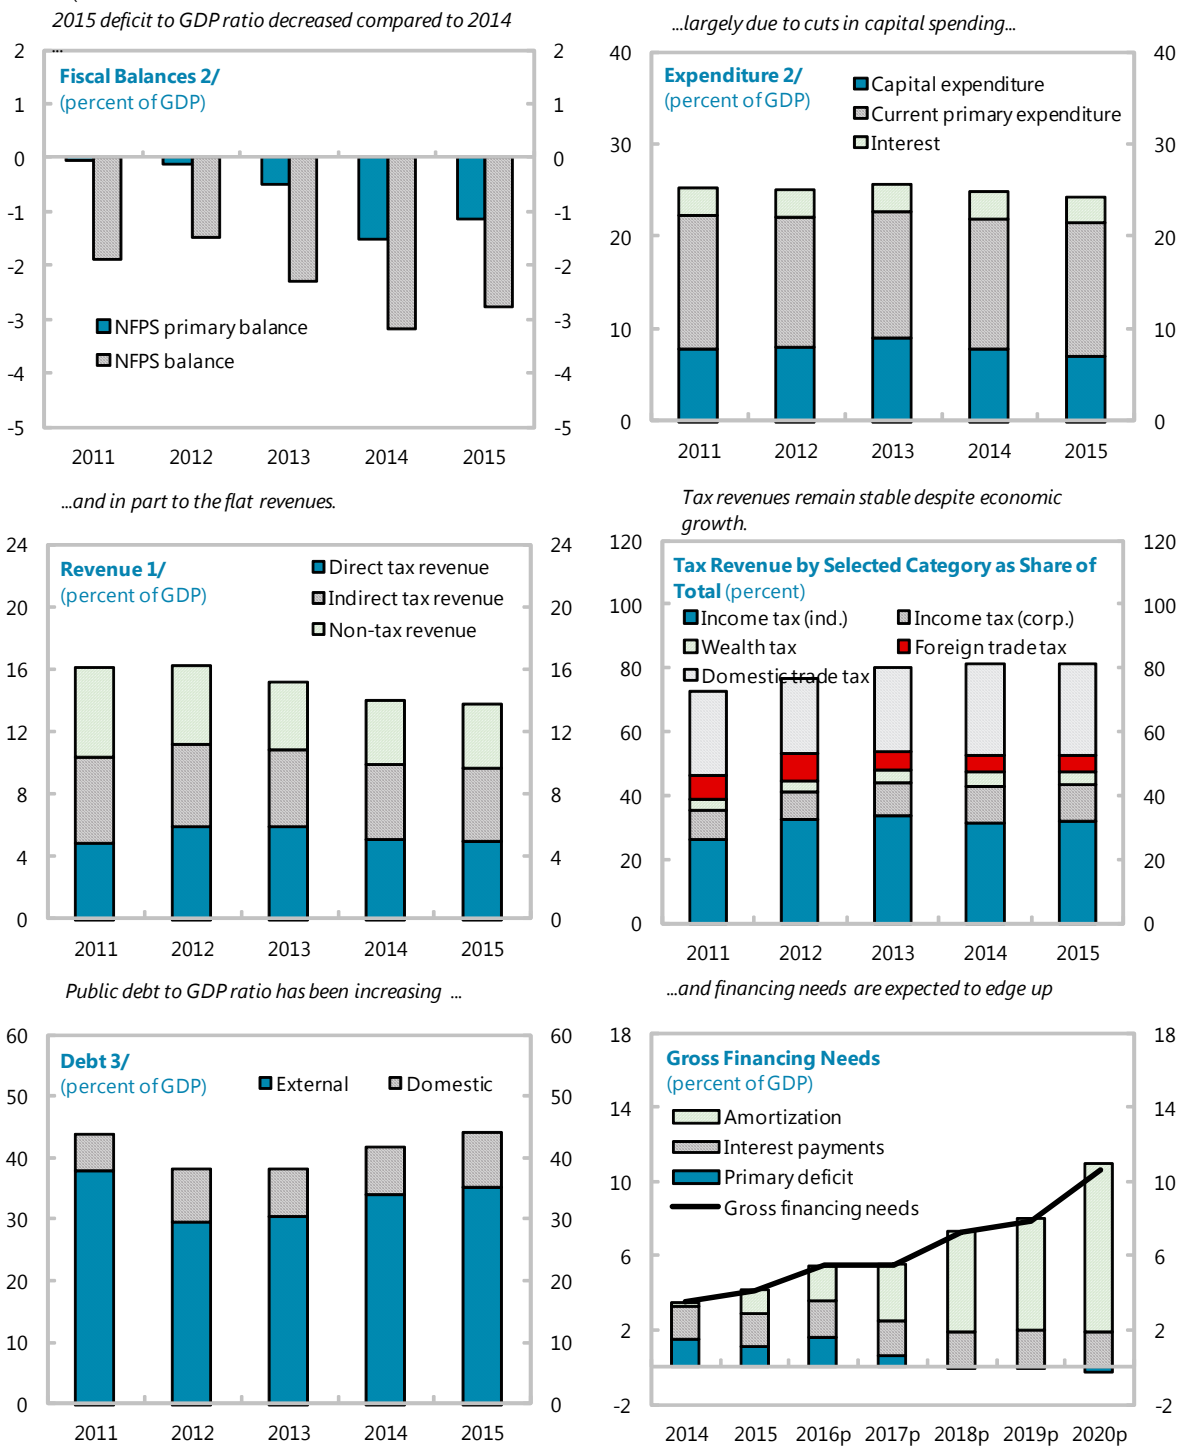 2015 deficit to GDP ratio decreased compared to 2014
...
Fiscal Balances 2/
(percent of GDP)
2
1
0
-1
-2
-3
-4
-5
2
1
0
-1
-2
-3
-4
-5
NFPS primary balance
NFPS balance
2011 2012 2013 2014 2015
...largely due to cuts in capital spending...
Expenditure 2/
(percent of GDP)
Capital expenditure
Current primary expenditure
Interest
40
30
20
10
0
40
30
20
10
0
2011 2012 2013 2014 2015
...and in part to the flat revenues.
Revenue 1/
(percent of GDP)
Direct tax revenue
Indirect tax revenue
Non-tax revenue
24
20
16
12
8
4
0
24
20
16
12
8
4
0
2011 2012 2013 2014 2015
Tax revenues remain stable despite economic
growth.
Tax Revenue by Selected Category as Share of
Total (percent)
Income tax (ind.) Income tax (corp.)
Wealth tax Foreign trade tax
Domestic trade tax
120
100
80
60
40
20
0
120
100
80
60
40
20
0
2011 2012 2013 2014 2015
Public debt to GDP ratio has been increasing ...
Debt 3/
(percent of GDP)
External Domestic
60
50
40
30
20
10
0
60
50
40
30
20
10
0
2011 2012 2013 2014 2015
...and financing needs are expected to edge up
Gross Financing Needs
(percent of GDP)
Amortization
Interest payments
Primary deficit
Gross financing needs
18
14
10
6
2
-2
18
14
10
6
2
-2
2014 2015 2016p 2017p 2018p 2019p 2020p